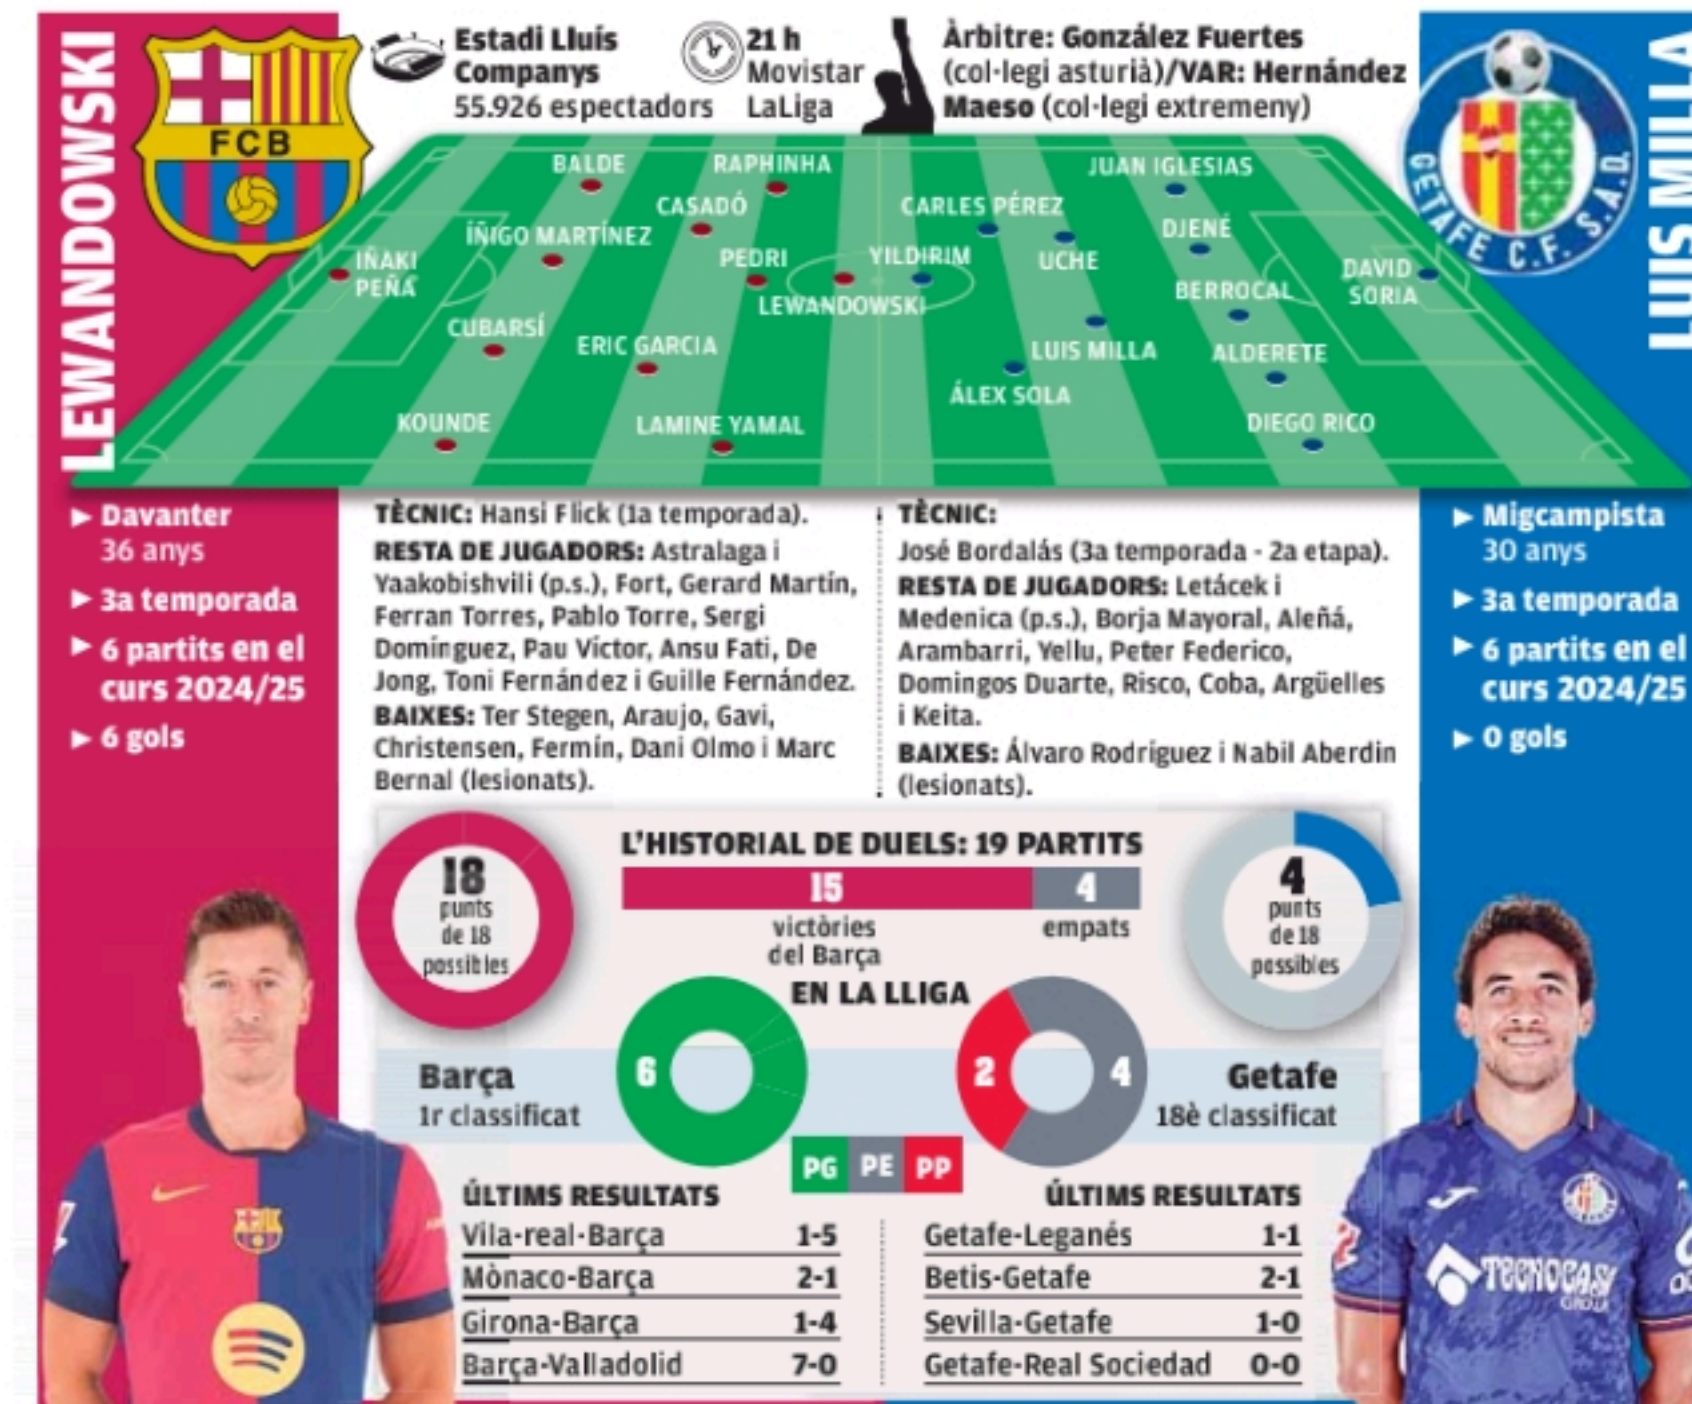 LEWANDOWSKI
FCB
Estadi Lluís
Companys
55.926 espectadors
21 h
Movistar
LaLiga
Àrbitre: González Fuertes
(col·legi asturià)/VAR: Hernández
Maeso (col·legi extremeny)
GETAFE C.F. S.A.D.
LUIS MILLA
BALDE
RAPHINHA
CASADÓ
ÍÑIGO MARTÍNEZ
IÑAKI
PEÑA
PEDRI
LEWANDOWSKI
CUBARSÍ
ERIC GARCIA
KOUNDE
LAMINE YAMAL
JUAN IGLESIAS
CARLES PÉREZ
DJENÉ
YILDIRIM
UCHE
DAVID
SORIA
BERROCAL
LUIS MILLA
ALDERETE
ÁLEX SOLA
DIEGO RICO
▶ Davanter
36 anys
▶ 3a temporada
▶ 6 partits en el
curs 2024/25
▶ 6 gols
TÈCNIC: Hansi Flick (1a temporada).
RESTA DE JUGADORS: Astralaga i
Yaakobishvili (p.s.), Fort, Gerard Martín,
Ferran Torres, Pablo Torre, Sergi
Domínguez, Pau Víctor, Ansu Fati, De
Jong, Toni Fernández i Guille Fernández.
BAIXES: Ter Stegen, Araujo, Gavi,
Christensen, Fermín, Dani Olmo i Marc
Bernal (lesionats).
TÈCNIC:
José Bordalás (3a temporada - 2a etapa).
RESTA DE JUGADORS: Letácek i
Medenica (p.s.), Borja Mayoral, Aleñá,
Arambarri, Yellu, Peter Federico,
Domingos Duarte, Risco, Coba, Argüelles
i Keita.
BAIXES: Álvaro Rodríguez i Nabil Aberdin
(lesionats).
▶ Migcampista
30 anys
▶ 3a temporada
▶ 6 partits en el
curs 2024/25
▶ 0 gols
18
punts
de 18
possibles
L'HISTORIAL DE DUELS: 19 PARTITS
15
4
victòries
del Barça
empats
4
punts
de 18
possibles
EN LA LLIGA
Barça
1r classificat
6
2
4
Getafe
18è classificat
PG PE PP
ÚLTIMS RESULTATS
Vila-real-Barça 1-5
Mònaco-Barça 2-1
Girona-Barça 1-4
Barça-Valladolid 7-0
ÚLTIMS RESULTATS
Getafe-Leganés 1-1
Betis-Getafe 2-1
Sevilla-Getafe 1-0
Getafe-Real Sociedad 0-0
TECNOCASA
GROUP